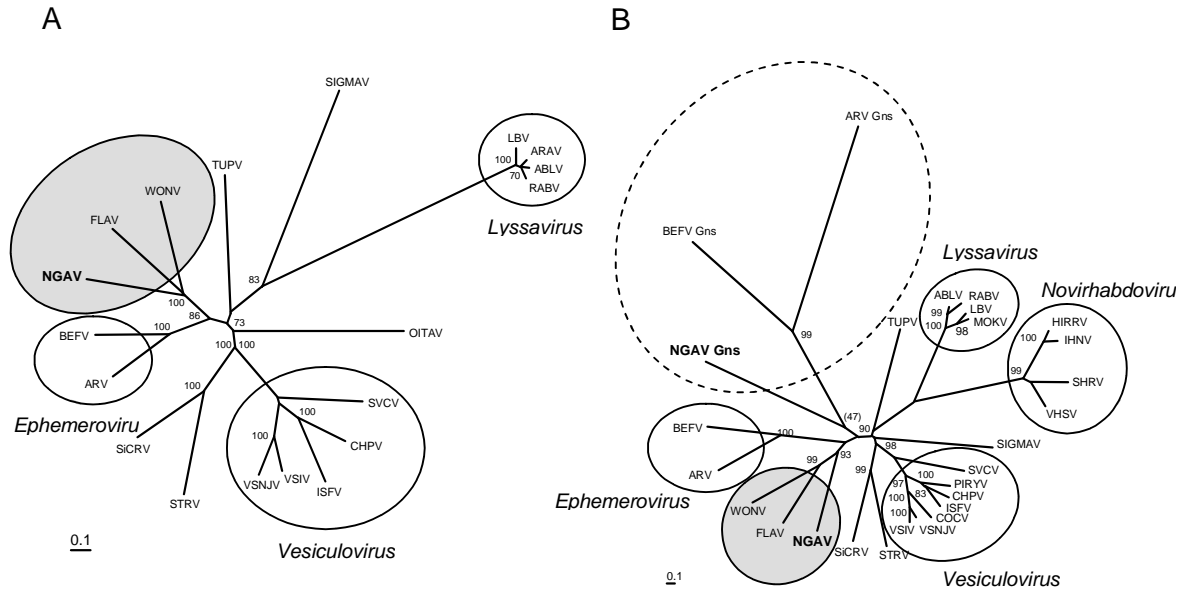 A
SIGMAV
LBV
ARAV
100
ABLV
70
RABV
Lyssavirus
TUPV
WONV
FLAV
NGAV
83
100
86
73
BEFV
100
OITAV
ARV
100
100
Ephemeroviru
100
SiCRV
SVCV
100
CHPV
100
VSIV
VSNJV
ISFV
STRV
Vesiculovirus
0.1
B
ARV Gns
BEFV Gns
Lyssavirus
Novirhabdoviru
ABLV
RABV
99
LBV
100
98
MOKV
HIRRV
100
IHNV
TUPV
99
NGAV Gns
99
SHRV
VHSV
(47)
90
BEFV
100
SIGMAV
98
93
99
99
ARV
SVCV
Ephemerovirus
100
PIRYV
97
CHPV
83
ISFV
100
COCV
100
VSNJV
VSIV
WONV
FLAV
NGAV
SiCRV
STRV
Vesiculovirus
0.1